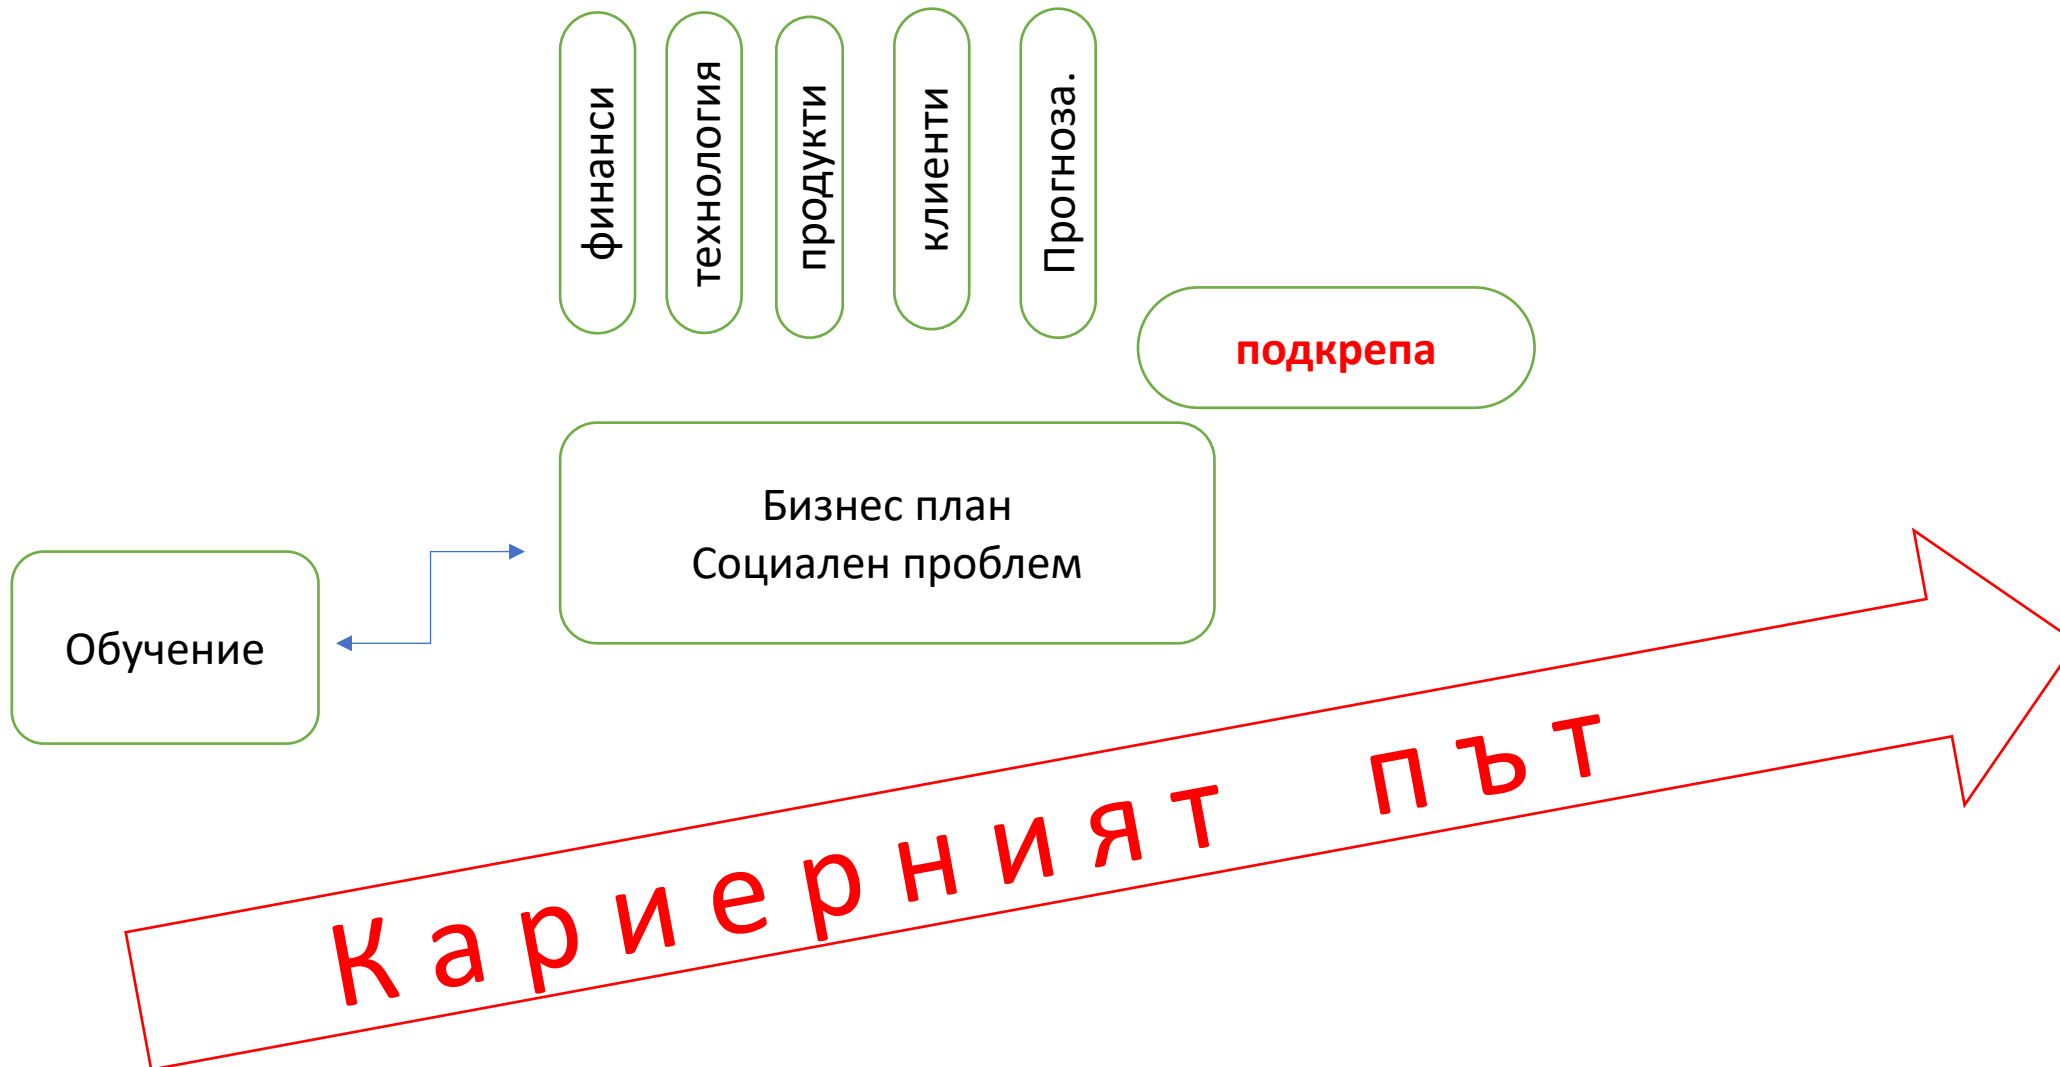 финанси
технология
продукти
клиенти
Прогноза.
подкрепа
Бизнес план
Социален проблем
Обучение
Кариерният път